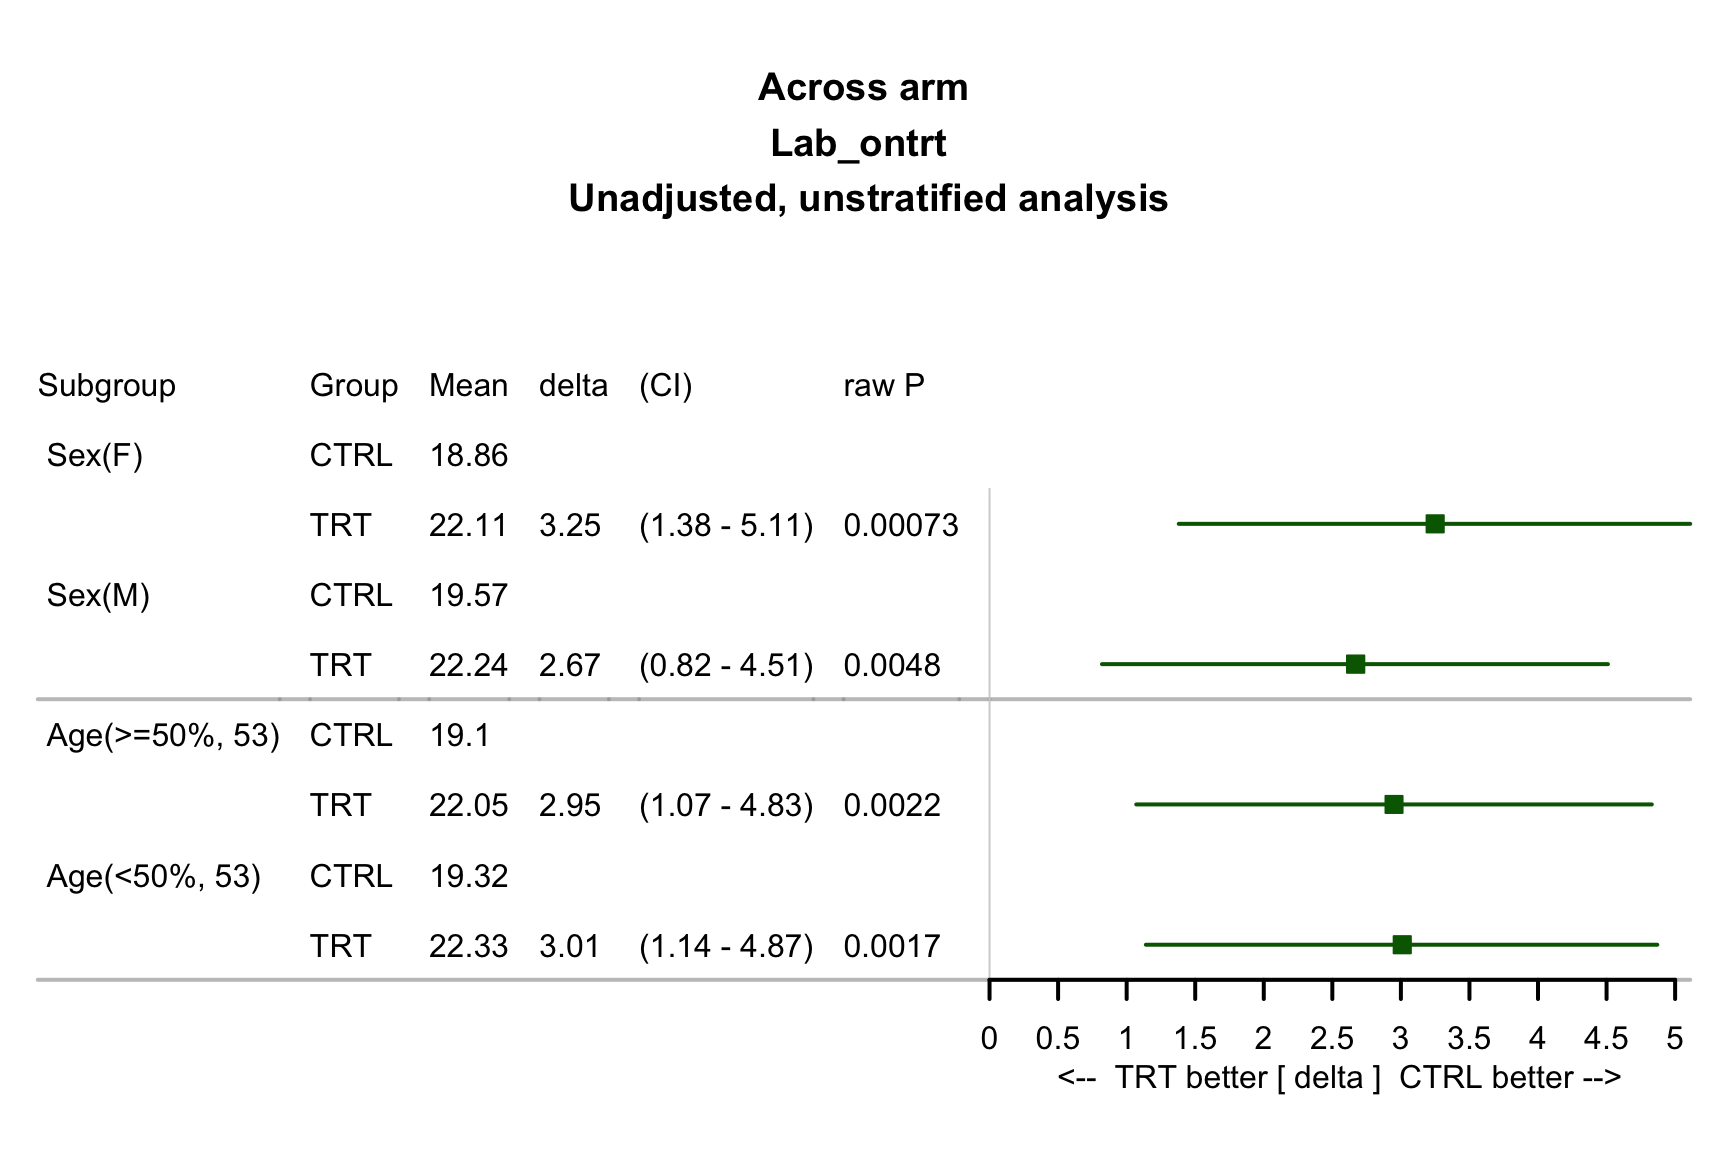 Across arm
Lab_ontrt
Unadjusted, unstratified analysis
Subgroup Group Mean delta (CI) raw P
Sex(F) CTRL 18.86
TRT 22.11 3.25 (1.38 - 5.11) 0.00073
Sex(M) CTRL 19.57
TRT 22.24 2.67 (0.82 - 4.51) 0.0048
Age(>=50%, 53) CTRL 19.1
TRT 22.05 2.95 (1.07 - 4.83) 0.0022
Age(<50%, 53) CTRL 19.32
TRT 22.33 3.01 (1.14 - 4.87) 0.0017
0 0.5 1 1.5 2 2.5 3 3.5 4 4.5 5
<-- TRT better [ delta ] CTRL better -->